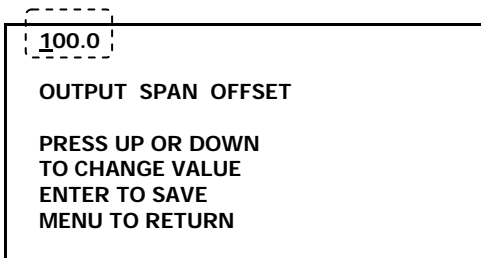 100.0
OUTPUT SPAN OFFSET
PRESS UP OR DOWN
TO CHANGE VALUE
ENTER TO SAVE
MENU TO RETURN